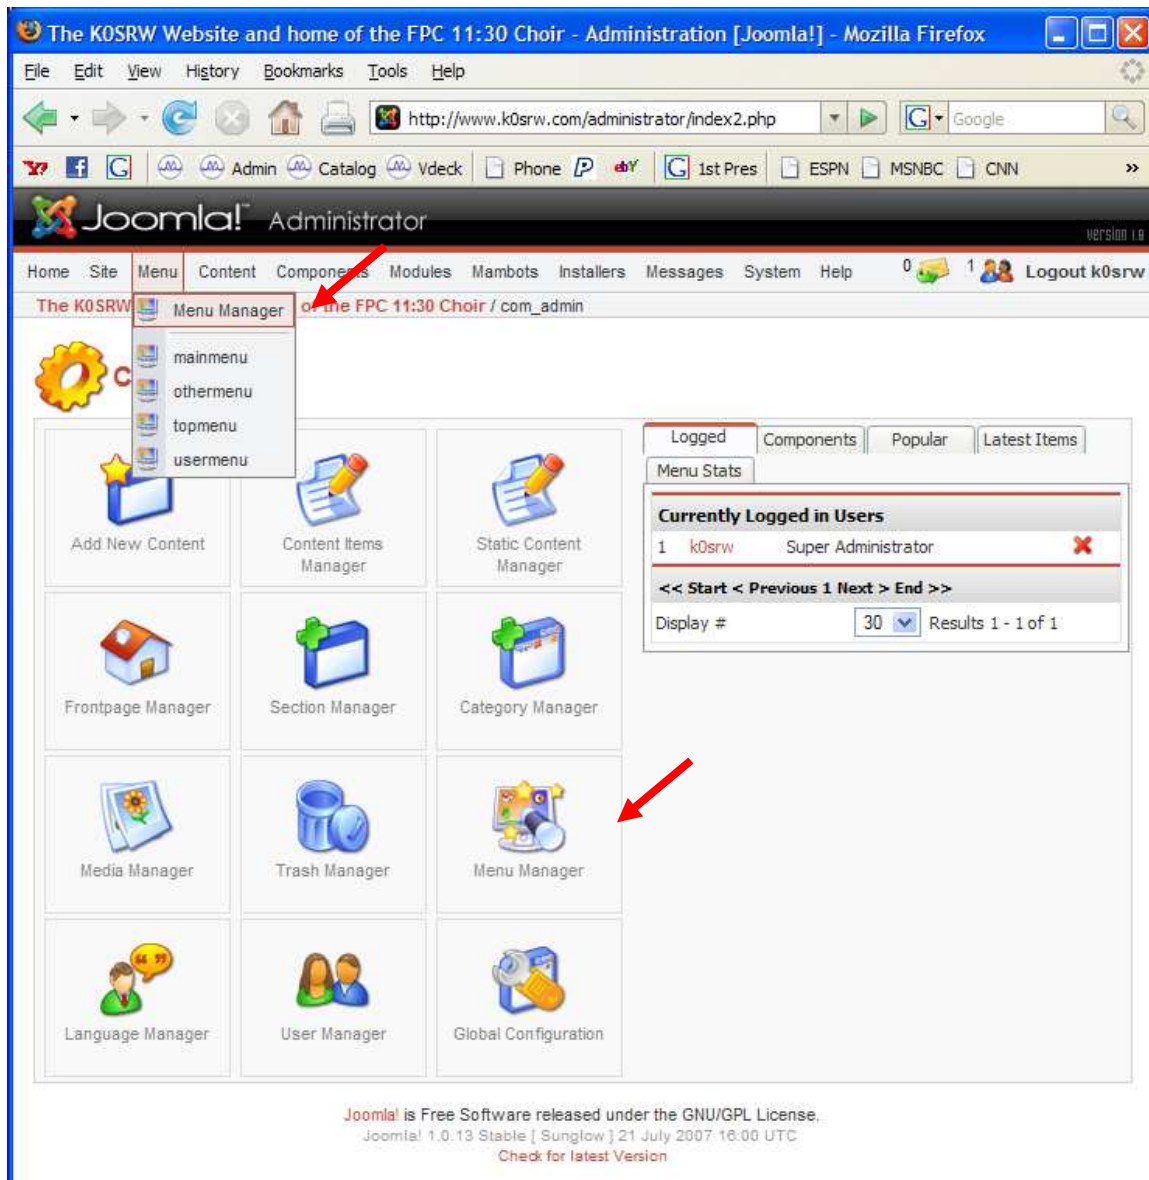 The K0SRW Website and home of the FPC 11:30 Choir - Administration [Joomla!] - Mozilla Firefox
File Edit View History Bookmarks Tools Help
http://www.k0srw.com/administrator/index2.php G Google
Y? f G Admin Catalog Vdeck Phone P ebY G 1st Pres ESPN MSNBC CNN »
Joomla!™ Administrator
version 1.0
Home Site Menu Content Components Modules Mambots Installers Messages System Help 0 1 Logout k0srw
The K0SRW of the FPC 11:30 Choir / com_admin
Menu Manager
mainmenu
othermenu
topmenu
usermenu
C
Logged Components Popular Latest Items
Menu Stats
Currently Logged in Users
1 k0srw Super Administrator
<< Start < Previous 1 Next > End >>
Display # 30 Results 1 - 1 of 1
Add New Content
Content Items Manager
Static Content Manager
Frontpage Manager
Section Manager
Category Manager
Media Manager
Trash Manager
Menu Manager
Language Manager
User Manager
Global Configuration
Joomla! is Free Software released under the GNU/GPL License.
Joomla! 1.0.13 Stable [ Sunglow ] 21 July 2007 16:00 UTC
Check for latest Version